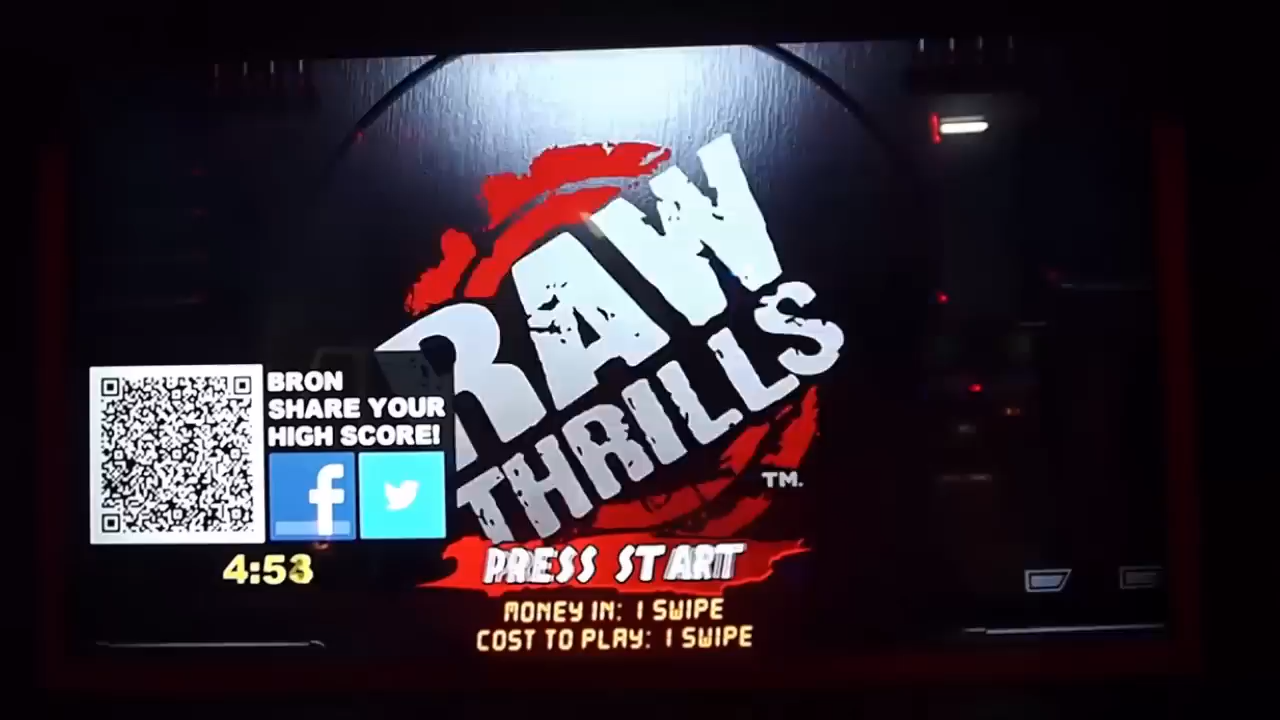 RAW
THRILLS
TM.
BRON
SHARE YOUR
HIGH SCORE!
f
4:53
PRESS START
MONEY IN: 1 SWIPE
COST TO PLAY: 1 SWIPE